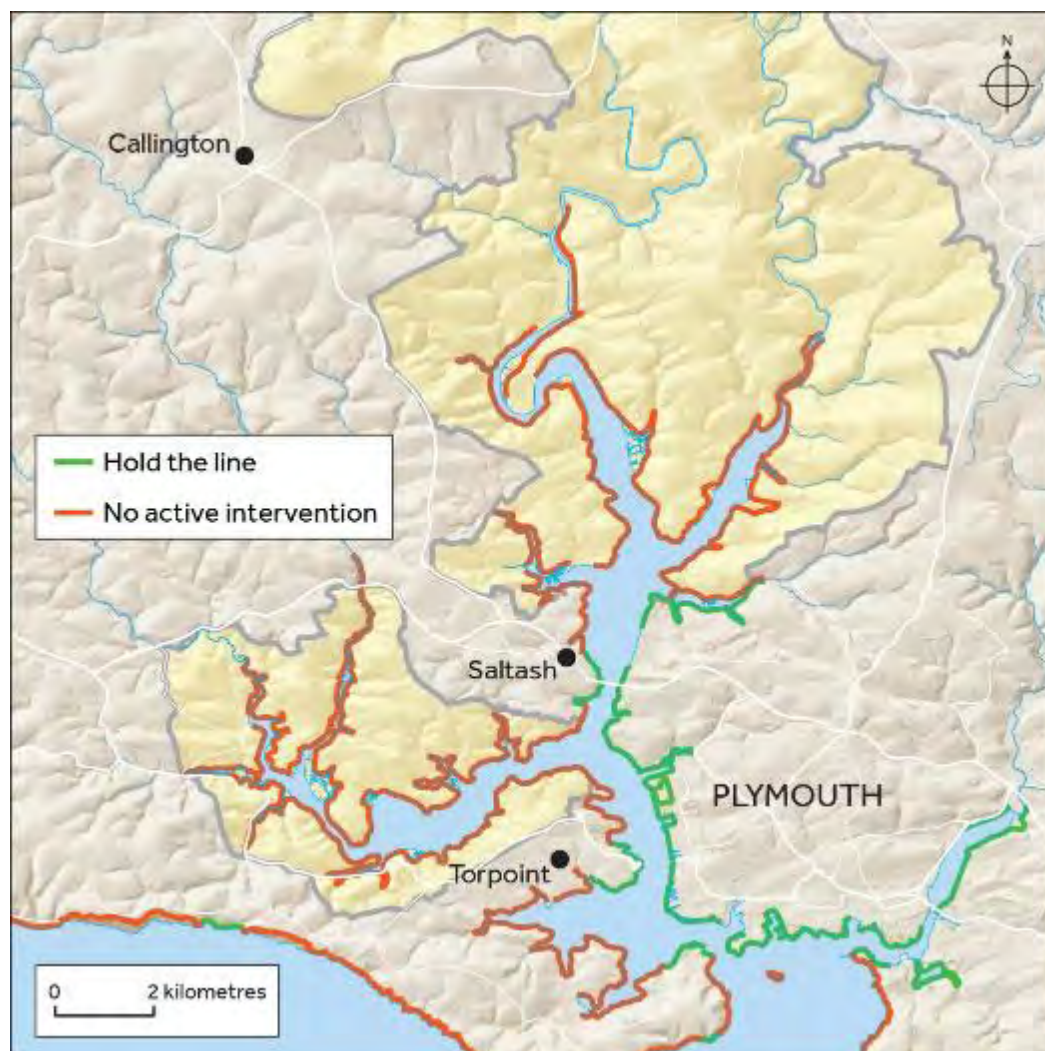 N
Callington
Hold the line
No active intervention
Saltash
PLYMOUTH
Torpoint
0 2 kilometres